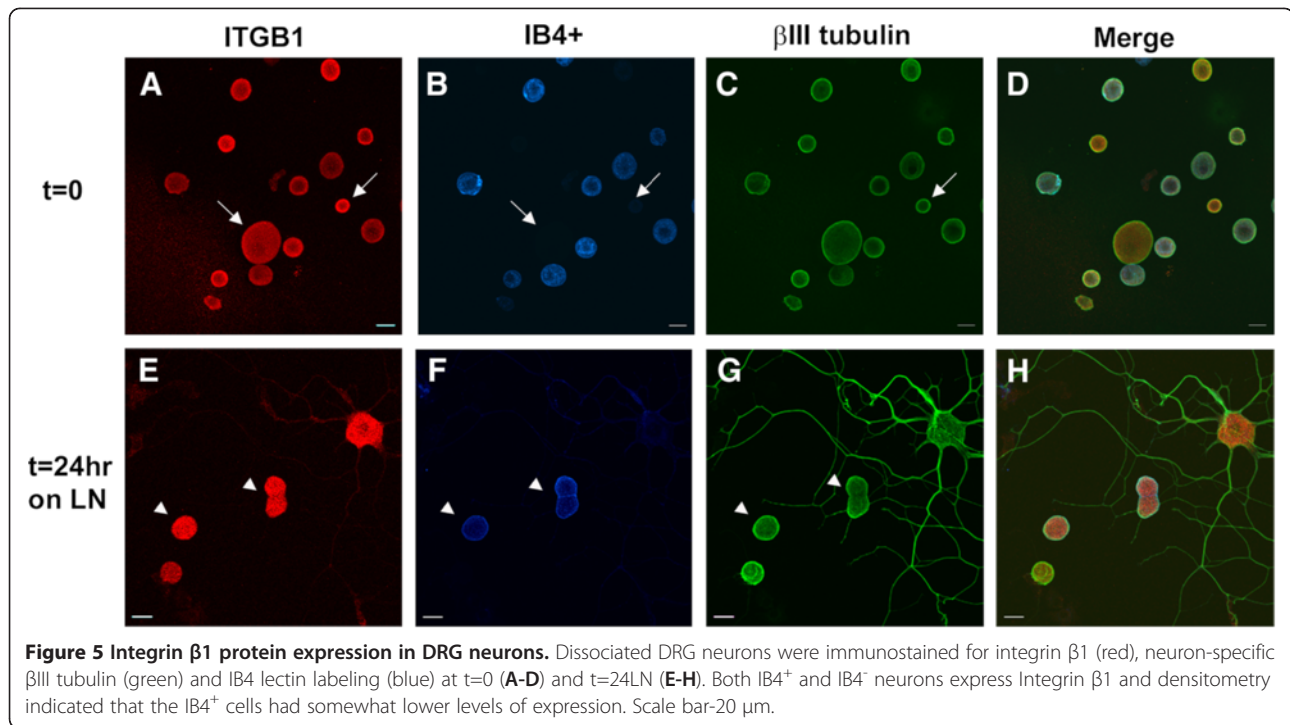 ITGB1 IB4+ βIII tubulin Merge
t=0
A B C D
t=24hr
on LN
E F G H
Figure 5 Integrin β1 protein expression in DRG neurons. Dissociated DRG neurons were immunostained for integrin β1 (red), neuron-specific
βIII tubulin (green) and IB4 lectin labeling (blue) at t=0 (A-D) and t=24LN (E-H). Both IB4⁺ and IB4⁻ neurons express Integrin β1 and densitometry
indicated that the IB4⁺ cells had somewhat lower levels of expression. Scale bar-20 μm.